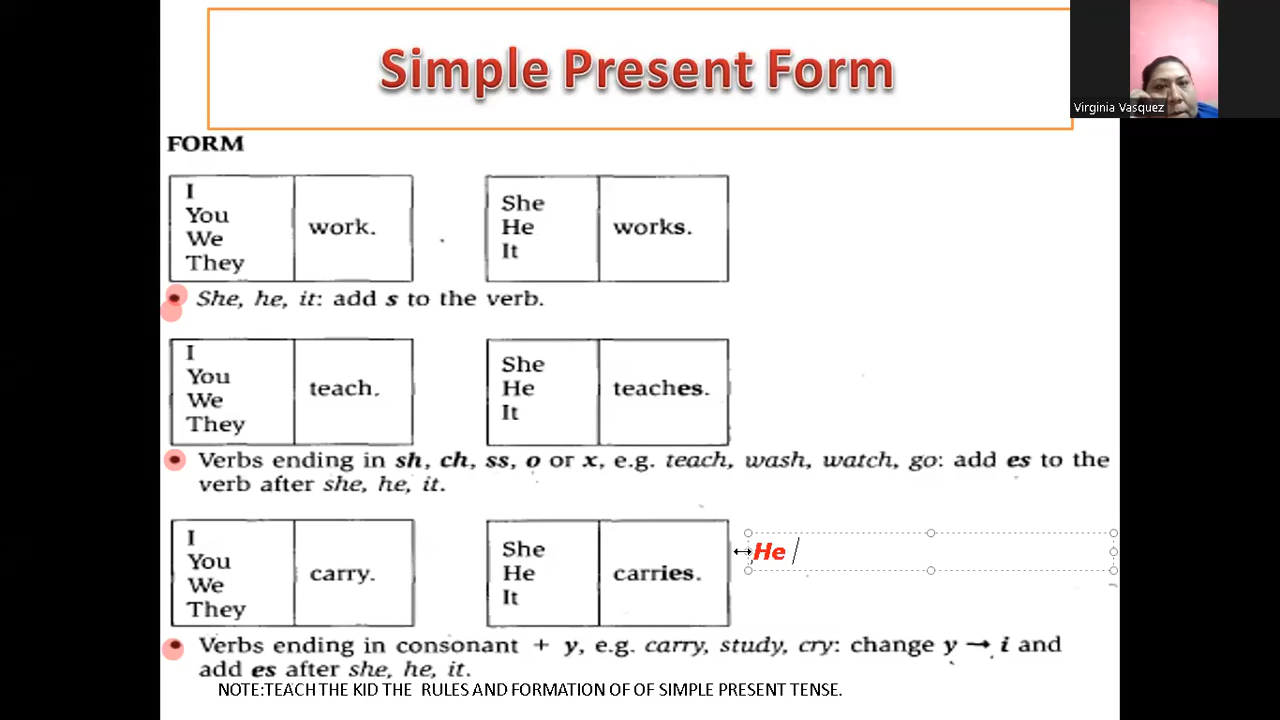 Simple Present Form
Virginia Vasquez
FORM
I
You
We
They
work.
She
He
It
works.
She, he, it: add s to the verb.
I
You
We
They
teach.
She
He
It
teaches.
Verbs ending in sh, ch, ss, o or x, e.g. teach, wash, watch, go: add es to the
verb after she, he, it.
I
You
We
They
carry.
She
He
It
carries.
He
Verbs ending in consonant + y, e.g. carry, study, cry: change y → i and
add es after she, he, it.
NOTE:TEACH THE KID THE RULES AND FORMATION OF OF SIMPLE PRESENT TENSE.